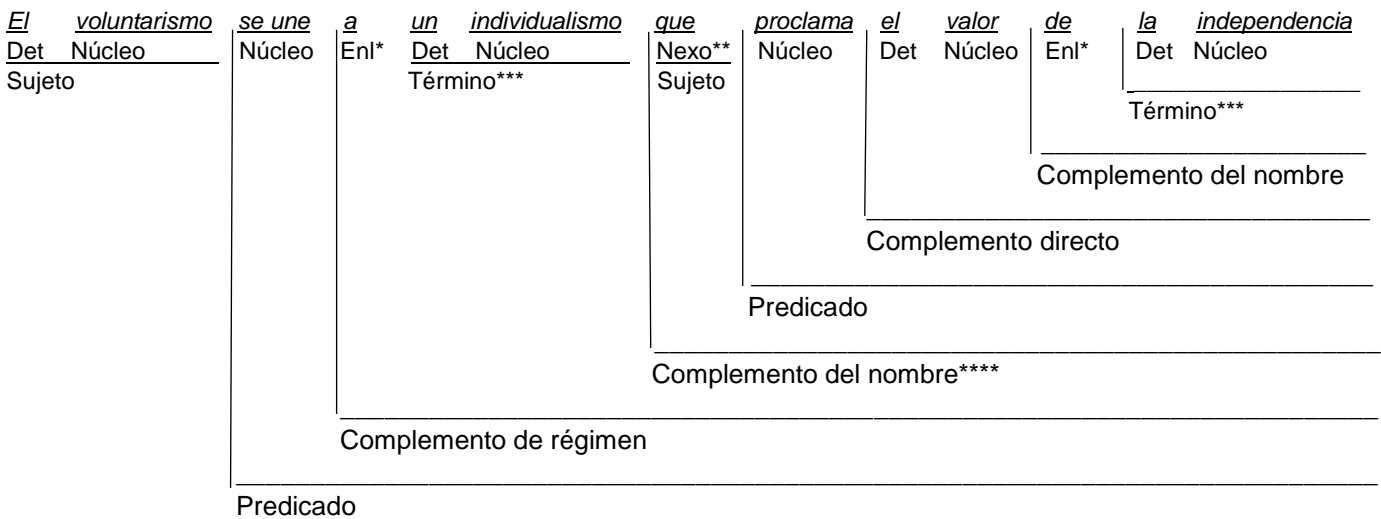 El voluntarismo se une a un individualismo que proclama el valor de la independencia
Det Núcleo Núcleo Enl* Det Núcleo Nexo** Núcleo Det Núcleo Enl* Det Núcleo
Sujeto Término*** Sujeto
Término***
Complemento del nombre
Complemento directo
Predicado
Complemento del nombre****
Complemento de régimen
Predicado